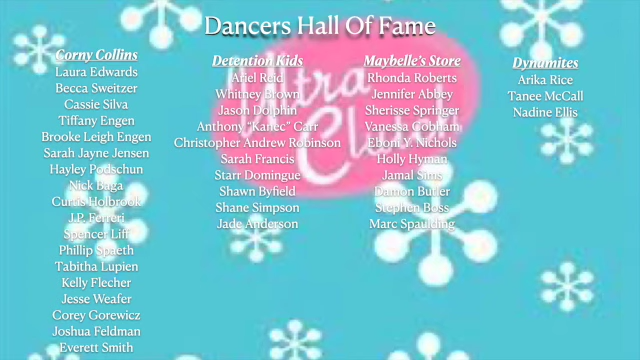 Dancers Hall Of Fame
Corny Collins
Laura Edwards
Becca Sweitzer
Cassie Silva
Tiffany Engen
Brooke Leigh Engen
Sarah Jayne Jensen
Hayley Podschun
Nick Baga
Curtis Holbrook
J.P. Ferreri
Spencer Liff
Phillip Spaeth
Tabitha Lupien
Kelly Flecher
Jesse Weafer
Corey Gorewicz
Joshua Feldman
Everett Smith
Detention Kids
Ariel Reid
Whitney Brown
Jason Dolphin
Anthony "Kanec" Carr
Christopher Andrew Robinson
Sarah Francis
Starr Domingue
Shawn Byfield
Shane Simpson
Jade Anderson
Maybelle's Store
Rhonda Roberts
Jennifer Abbey
Sherisse Springer
Vanessa Cobham
Eboni Y. Nichols
Holly Hyman
Jamal Sims
Damon Butler
Stephen Boss
Marc Spaulding
Dynamites
Arika Rice
Tanee McCall
Nadine Ellis
Ultra
Clutch